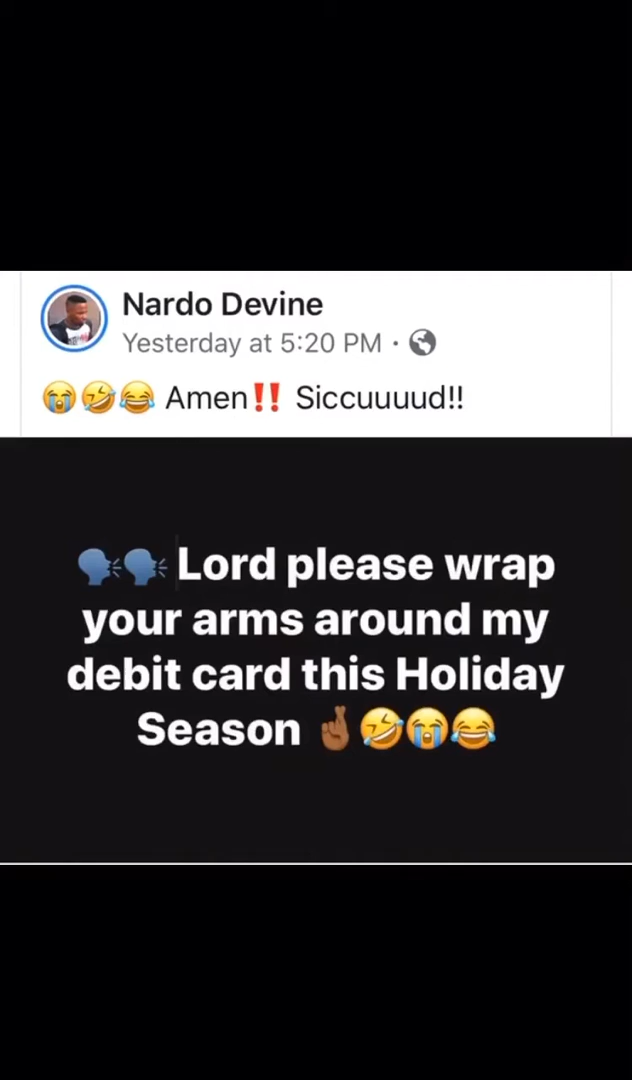 Nardo Devine
Yesterday at 5:20 PM ·
😭🤣😂 Amen‼️ Siccuuuud!!
🗣️🗣️ Lord please wrap
your arms around my
debit card this Holiday
Season 🤞🏾🤣😭😂